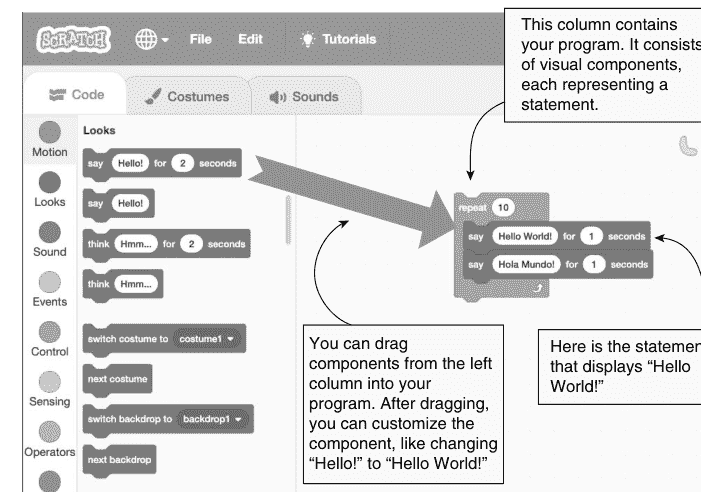 SCRATCH
File Edit Tutorials
This column contains
your program. It consists
of visual components,
each representing a
statement.
Code Costumes Sounds
Looks
Motion
Looks
Sound
Events
Control
Sensing
Operators
say Hello! for 2 seconds
say Hello!
think Hmm... for 2 seconds
think Hmm...
switch costume to costume1
next costume
switch backdrop to backdrop1
next backdrop
repeat 10
say Hello World! for 1 seconds
say Hola Mundo! for 1 seconds
You can drag
components from the left
column into your
program. After dragging,
you can customize the
component, like changing
“Hello!” to “Hello World!”
Here is the statemen
that displays “Hello
World!”